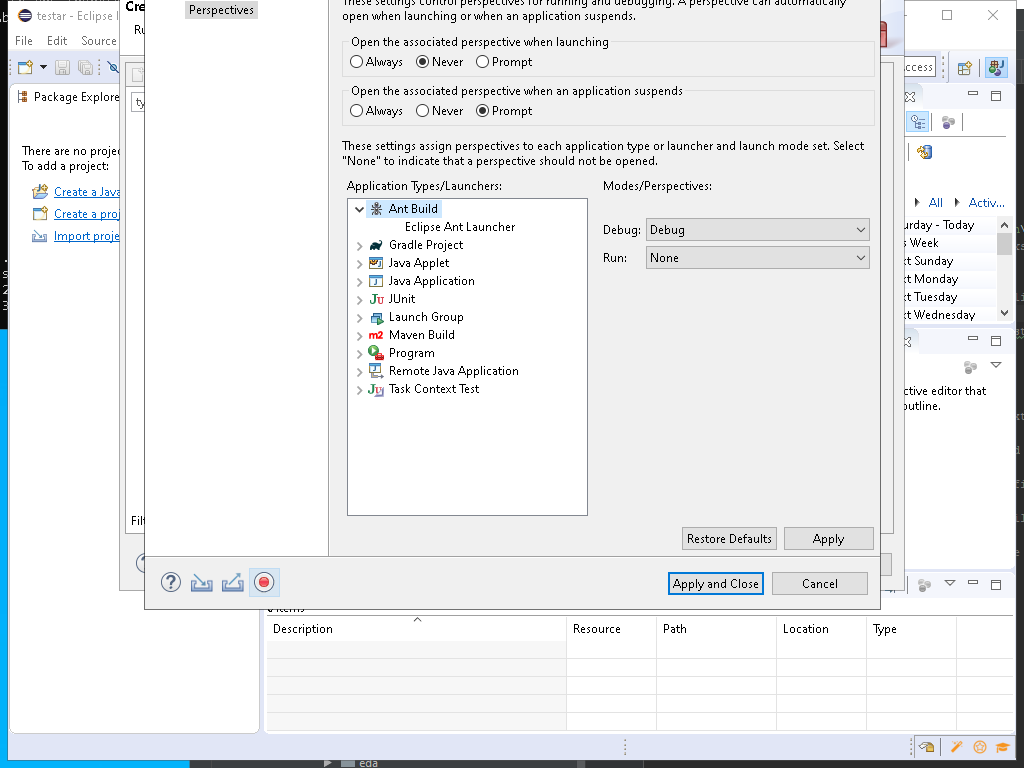 testar - Eclipse
Cre
Perspectives
These settings control perspectives for running and debugging. A perspective can automatically
open when launching or when an application suspends.
File Edit Source
Ru
Open the associated perspective when launching
Always Never Prompt
ccess
Open the associated perspective when an application suspends
Package Explore
ty
Always Never Prompt
These settings assign perspectives to each application type or launcher and launch mode set. Select
"None" to indicate that a perspective should not be opened.
There are no projec
To add a project:
Create a Java
Create a proj
Import proje
Application Types/Launchers:
Modes/Perspectives:
Ant Build
Eclipse Ant Launcher
Gradle Project
Java Applet
Java Application
JUnit
Launch Group
Maven Build
Program
Remote Java Application
Task Context Test
Debug: Debug
Run: None
All Activ...
urday - Today
s Week
xt Sunday
xt Monday
xt Tuesday
xt Wednesday
ctive editor that
outline.
Filt
Restore Defaults Apply
Apply and Close Cancel
0 items
Description Resource Path Location Type
eda